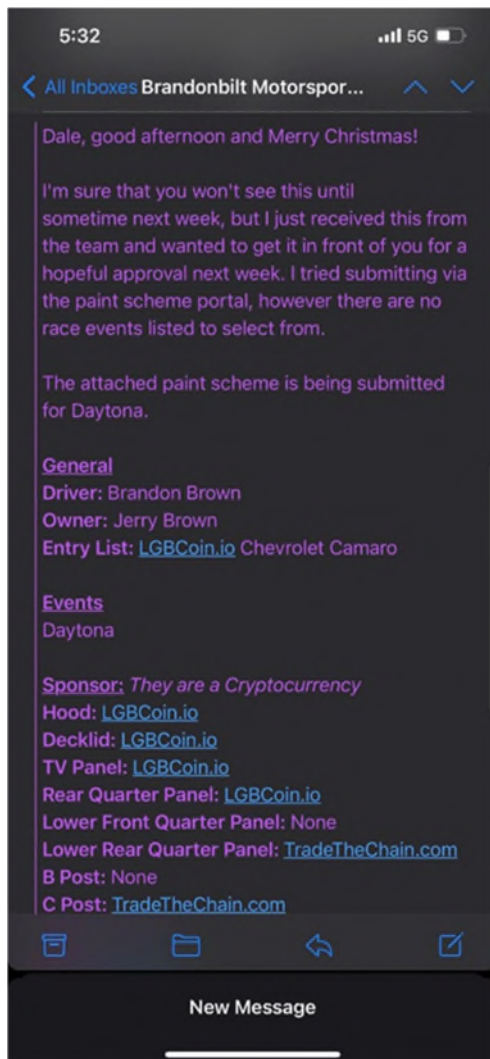 5:32
5G
All Inboxes Brandonbilt Motorspor...
Dale, good afternoon and Merry Christmas!
I'm sure that you won't see this until
sometime next week, but I just received this from
the team and wanted to get it in front of you for a
hopeful approval next week. I tried submitting via
the paint scheme portal, however there are no
race events listed to select from.
The attached paint scheme is being submitted
for Daytona.
General
Driver: Brandon Brown
Owner: Jerry Brown
Entry List: LGBCoin.io Chevrolet Camaro
Events
Daytona
Sponsor: They are a Cryptocurrency
Hood: LGBCoin.io
Decklid: LGBCoin.io
TV Panel: LGBCoin.io
Rear Quarter Panel: LGBCoin.io
Lower Front Quarter Panel: None
Lower Rear Quarter Panel: TradeTheChain.com
B Post: None
C Post: TradeTheChain.com
New Message